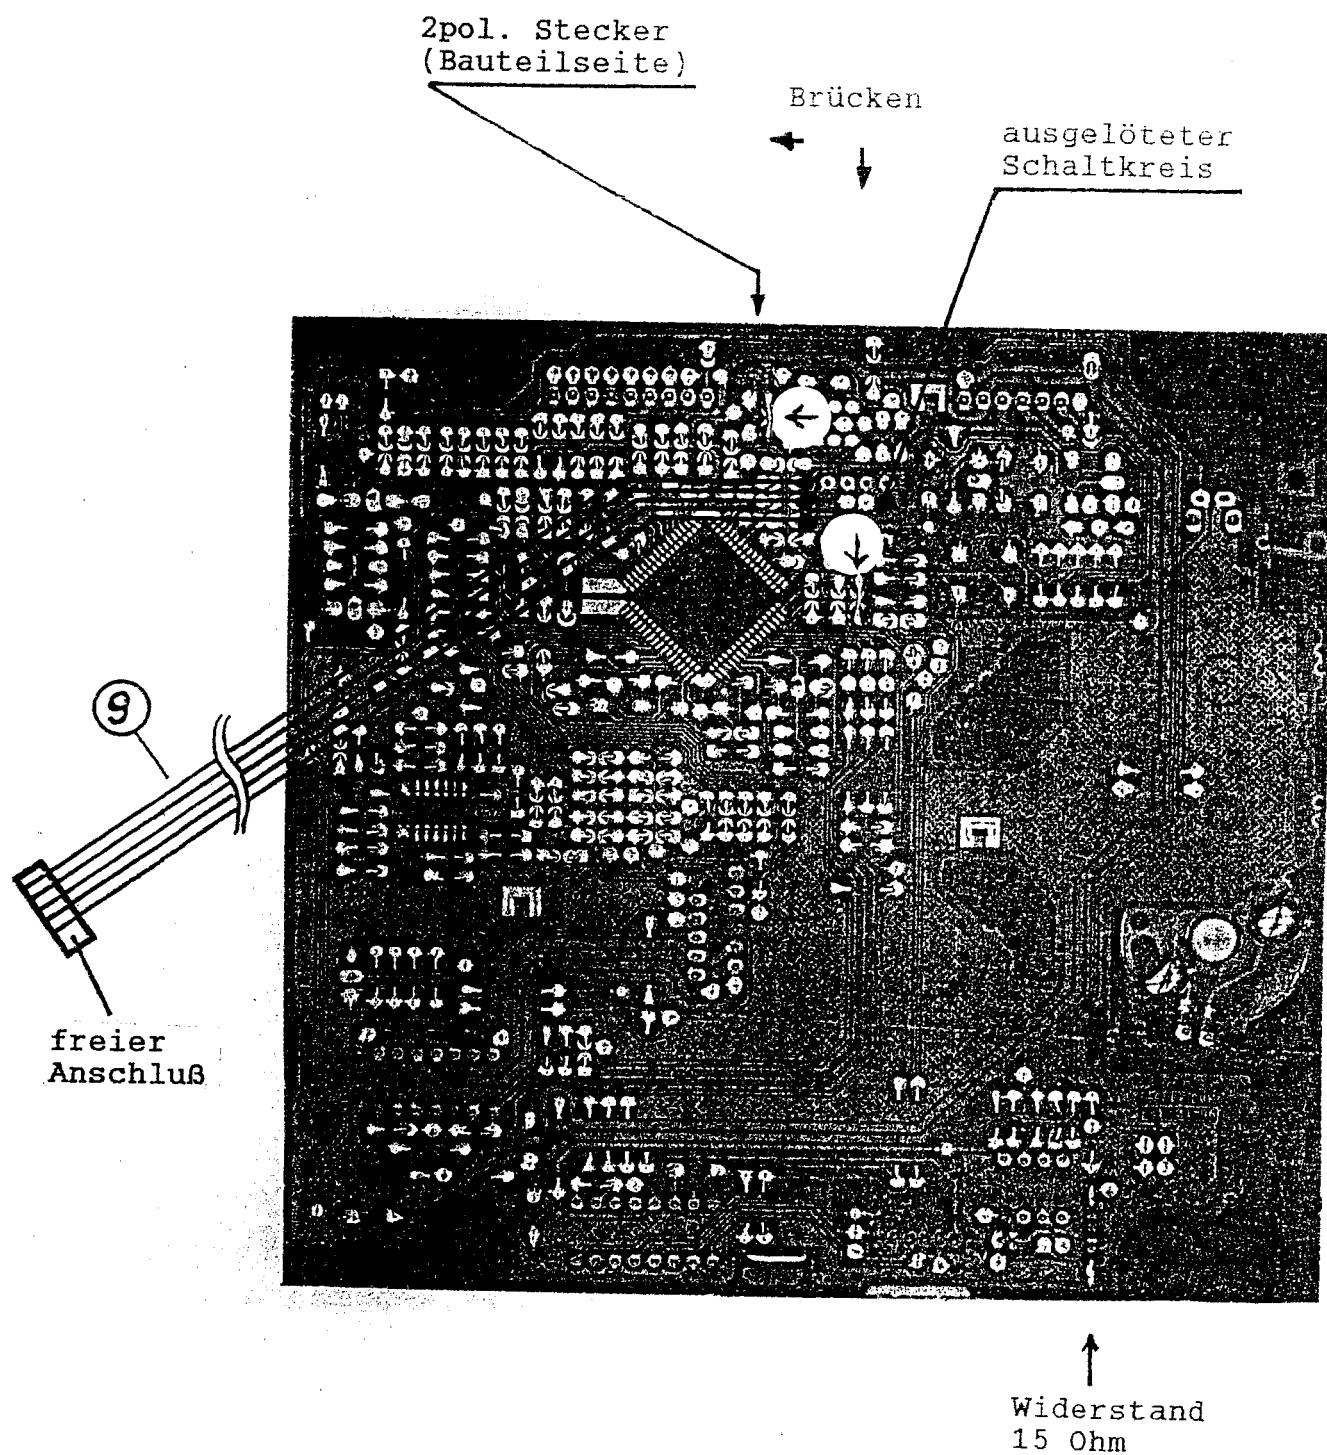 2pol. Stecker
(Bauteilseite)
Brücken
ausgelöteter
Schaltkreis
9
freier
Anschluß
Widerstand
15 Ohm